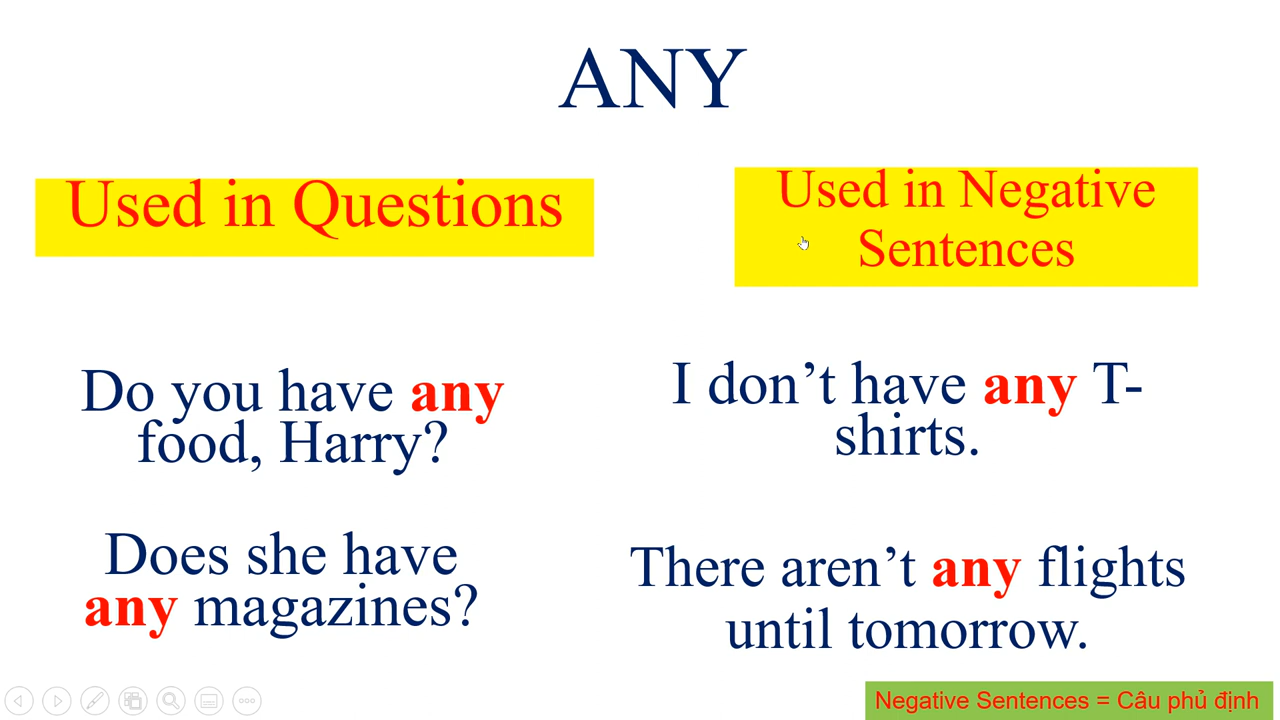 ANY
Used in Questions
Do you have any
food, Harry?
Does she have
any magazines?
Used in Negative
Sentences
I don’t have any T-
shirts.
There aren’t any flights
until tomorrow.
Negative Sentences = Câu phủ định